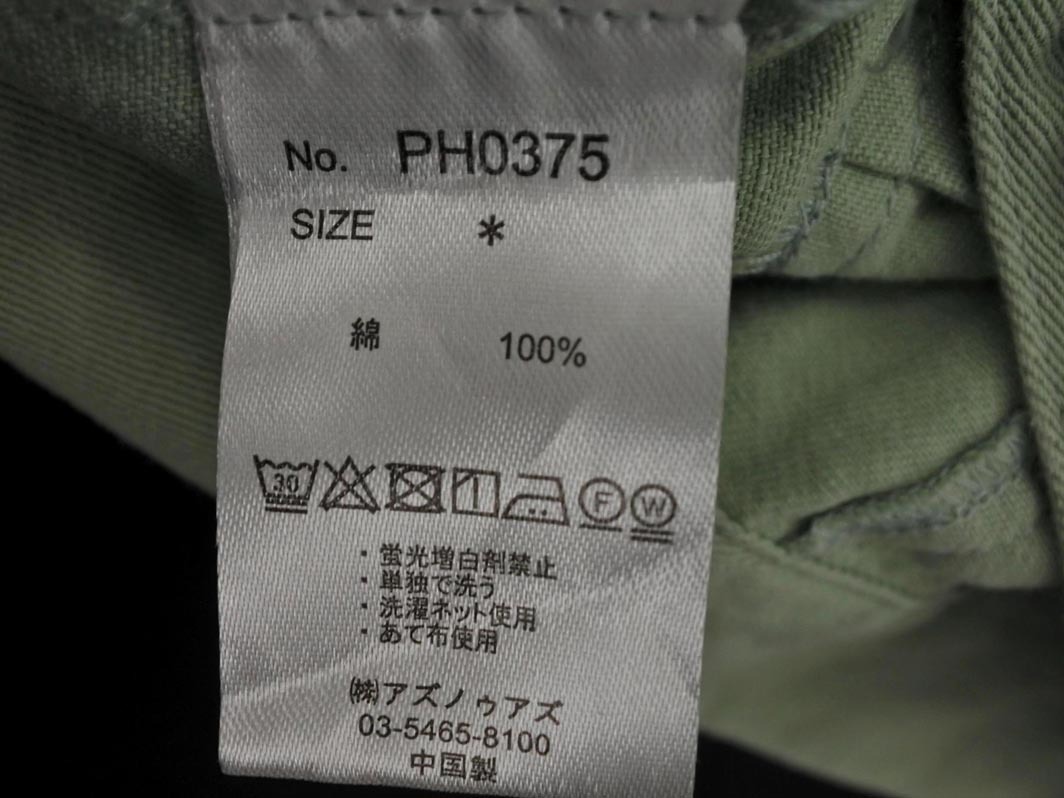 No. PH0375
SIZE *
綿 100%
30 F W
・蛍光増白剤禁止
・単独で洗う
・洗濯ネット使用
・あて布使用
㈱アズノゥアズ
03-5465-8100
中国製